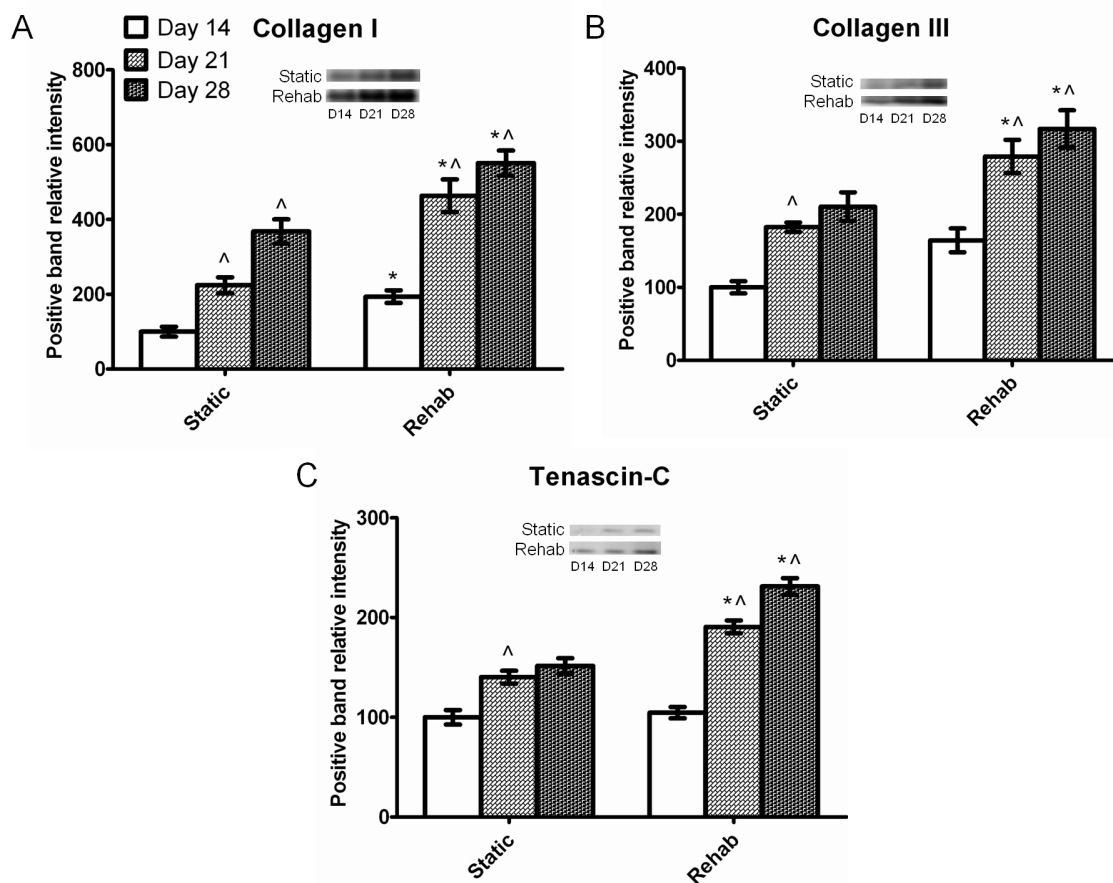 A
Day 14
Day 21
Day 28
Collagen I
Positive band relative intensity
800
600
400
200
0
Static
Rehab
D14 D21 D28
^
^
*
*^
*^
Static
Rehab
B
Collagen III
Positive band relative intensity
400
300
200
100
0
Static
Rehab
D14 D21 D28
^
*^
*^
Static
Rehab
C
Tenascin-C
Positive band relative intensity
300
200
100
0
Static
Rehab
D14 D21 D28
^
*^
*^
Static
Rehab